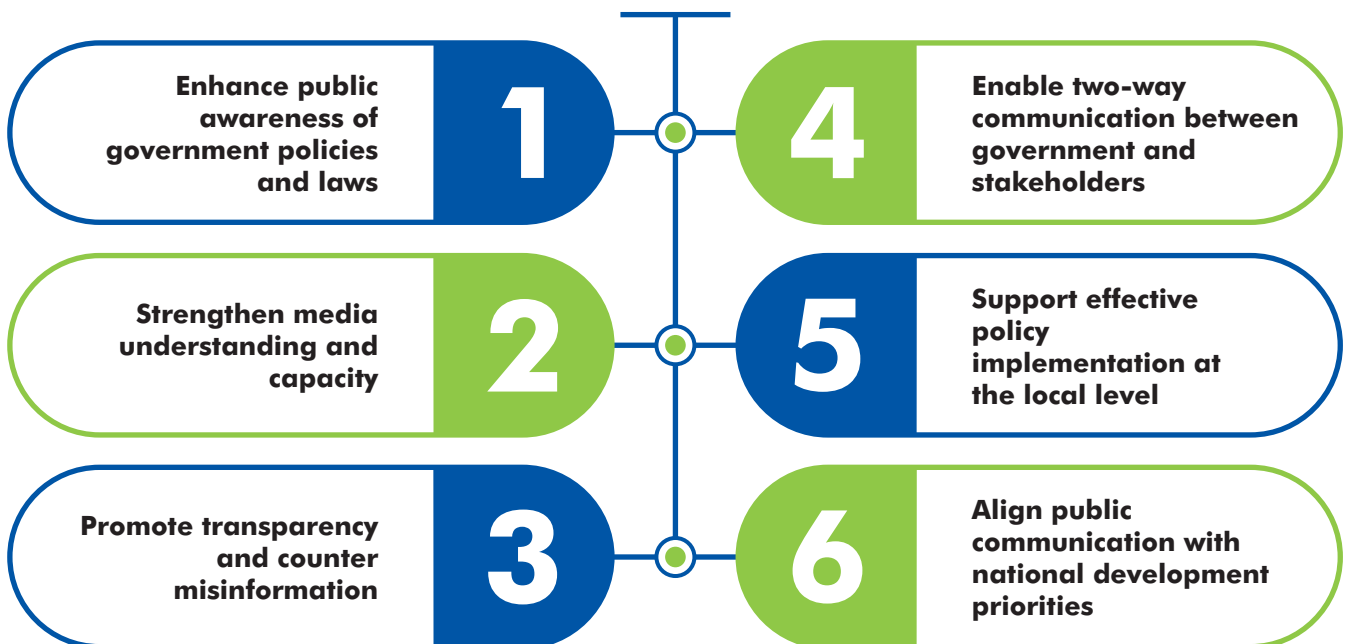 Enhance public
awareness of
government policies
and laws
1
Strengthen media
understanding and
capacity
2
Promote transparency
and counter
misinformation
3
4
Enable two-way
communication between
government and
stakeholders
5
Support effective
policy
implementation at
the local level
6
Align public
communication with
national development
priorities